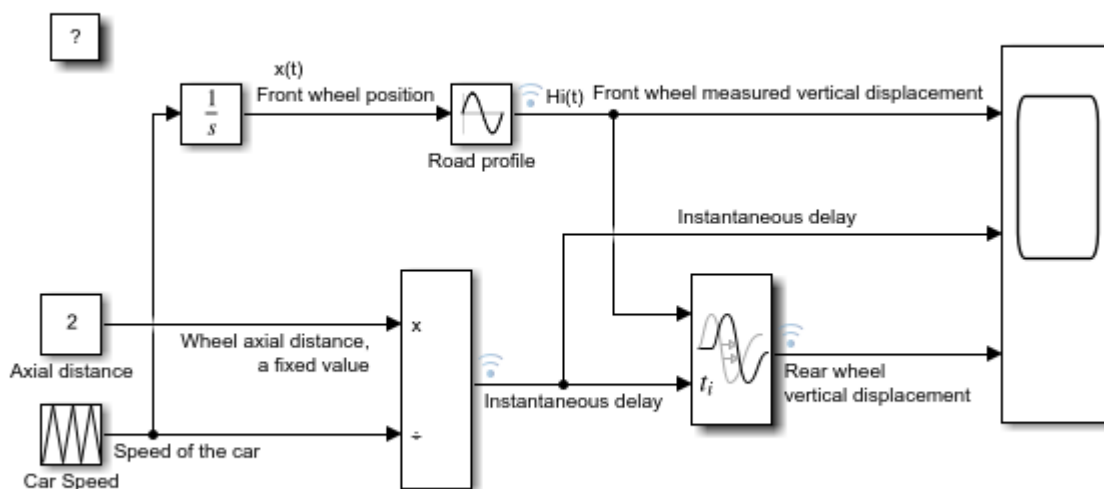 ?
x(t)
Front wheel position
1
s
Road profile
Hi(t)
Front wheel measured vertical displacement
Instantaneous delay
2
Axial distance
Wheel axial distance,
a fixed value
x
÷
Instantaneous delay
ti
Rear wheel
vertical displacement
Speed of the car
Car Speed